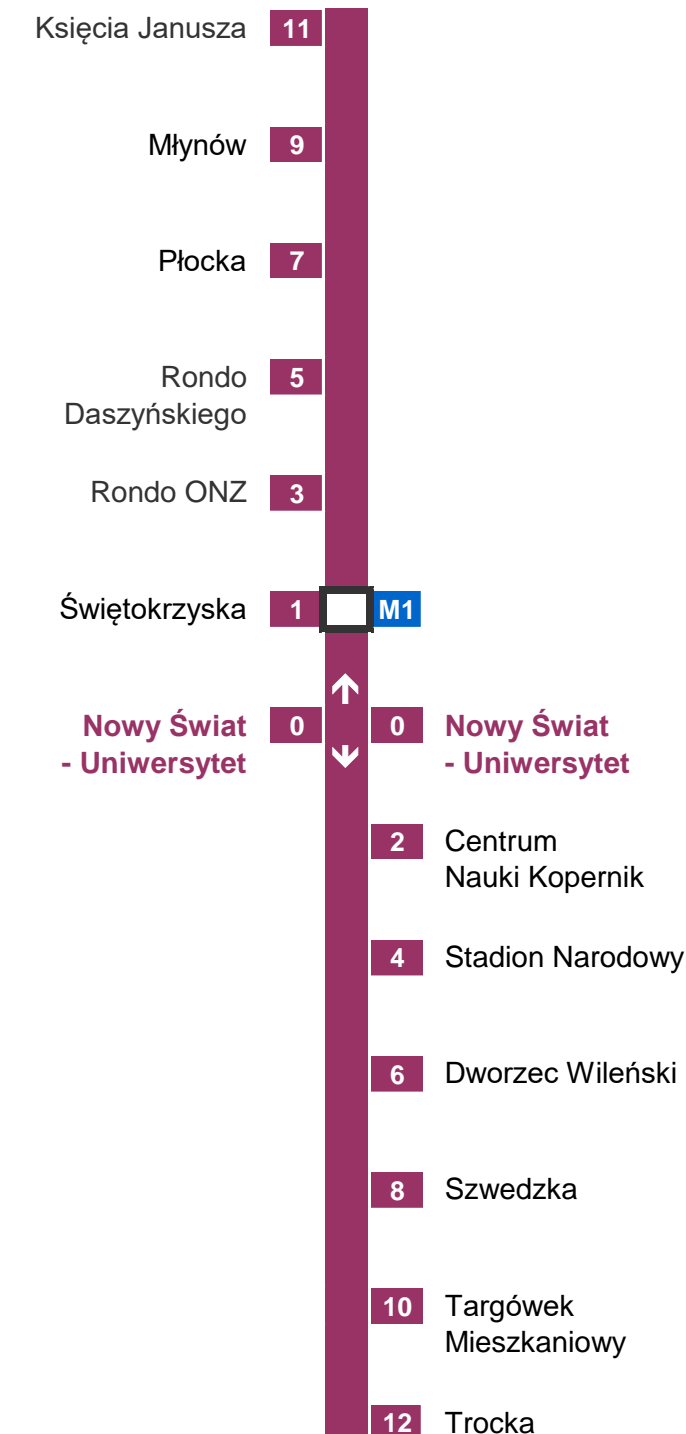 Księcia Janusza 11
Młynów 9
Płocka 7
Rondo 5
Daszyńskiego
Rondo ONZ 3
Świętokrzyska 1 M1
Nowy Świat 0 0 Nowy Świat
- Uniwersytet - Uniwersytet
2 Centrum
Nauki Kopernik
4 Stadion Narodowy
6 Dworzec Wileński
8 Szwedzka
10 Targówek
Mieszkaniowy
12 Trocka